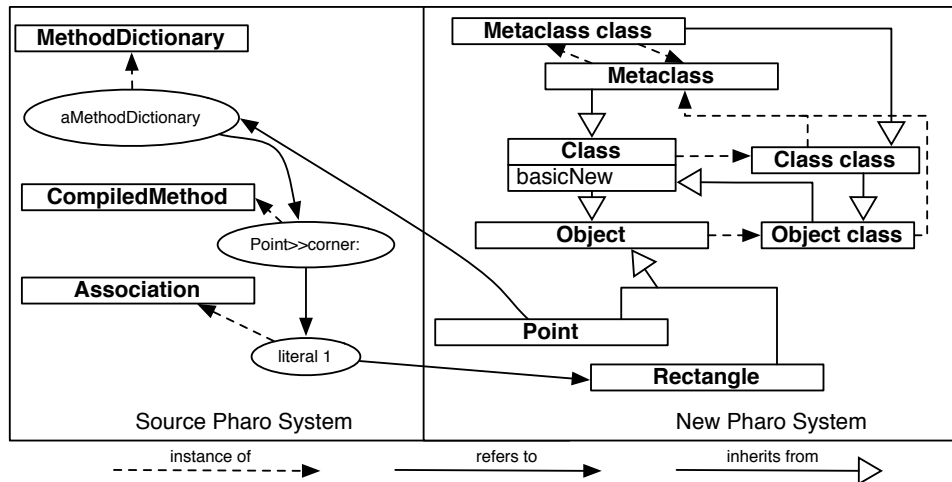 MethodDictionary
aMethodDictionary
CompiledMethod
Point>>corner:
Association
literal 1
Source Pharo System
Metaclass class
Metaclass
Class
basicNew
Class class
Object
Object class
Point
Rectangle
New Pharo System
instance of
refers to
inherits from